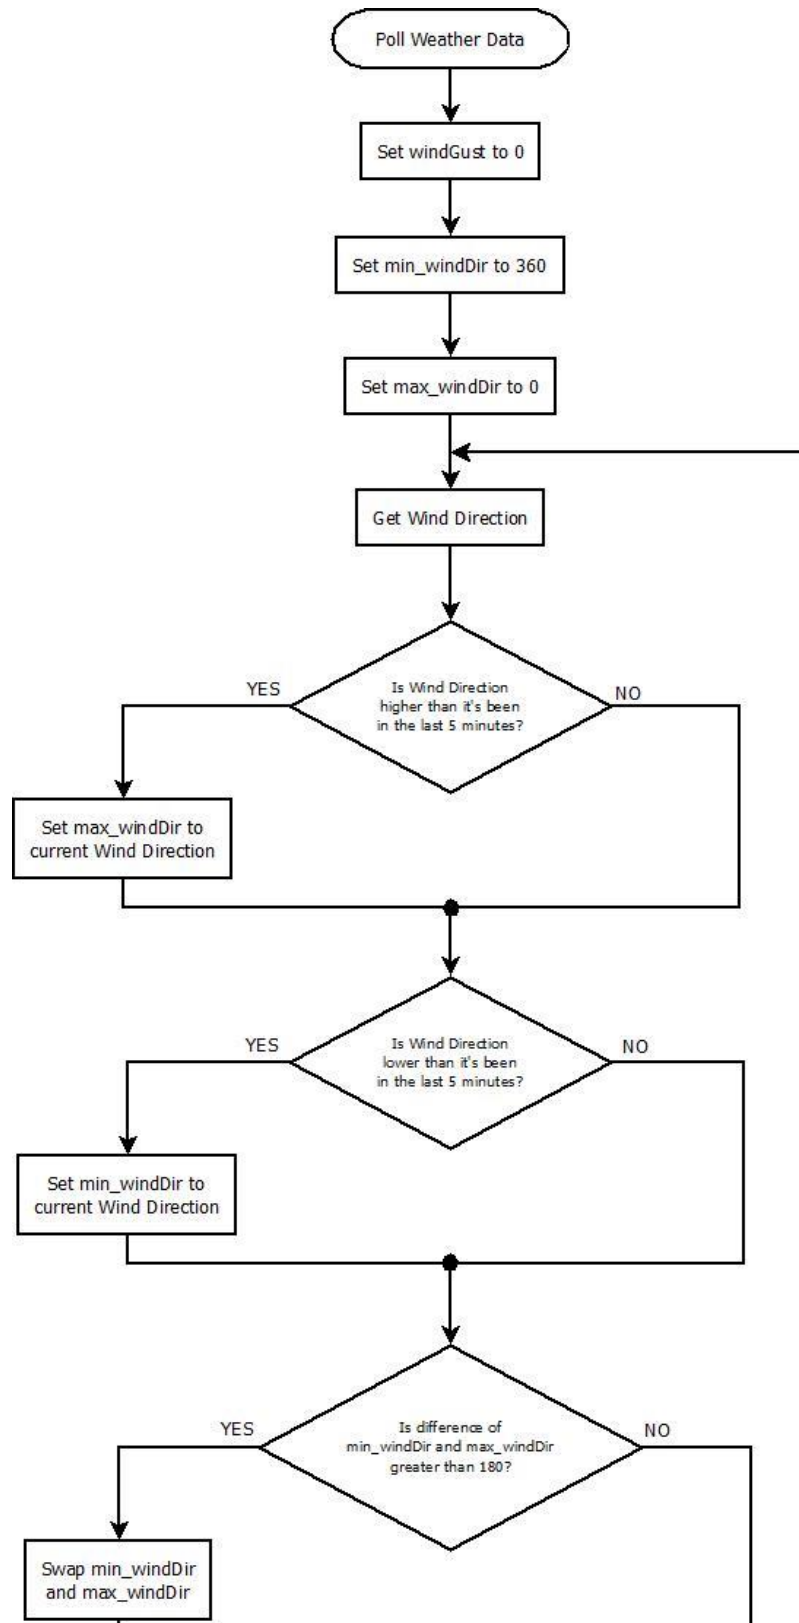 Poll Weather Data
Set windGust to 0
Set min_windDir to 360
Set max_windDir to 0
Get Wind Direction
Is Wind Direction
higher than it's been
in the last 5 minutes?
YES
NO
Set max_windDir to
current Wind Direction
Is Wind Direction
lower than it's been
in the last 5 minutes?
YES
NO
Set min_windDir to
current Wind Direction
Is difference of
min_windDir and max_windDir
greater than 180?
YES
NO
Swap min_windDir
and max_windDir